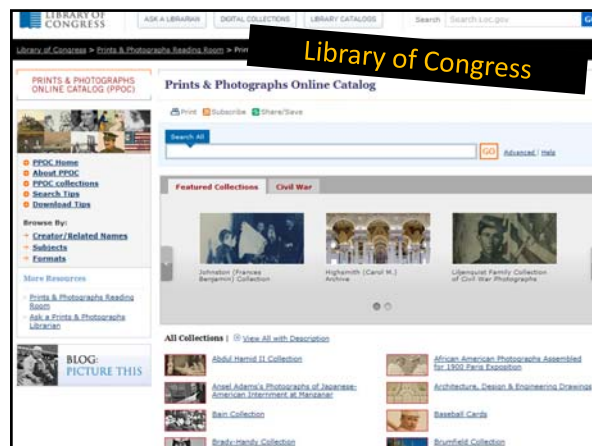 LIBRARY OF
CONGRESS
ASK A LIBRARIAN
DIGITAL COLLECTIONS
LIBRARY CATALOGS
Search
Search Loc.gov
GO
Library of Congress > Prints & Photographs Reading Room > Prin
Library of Congress
PRINTS & PHOTOGRAPHS
ONLINE CATALOG (PPOC)
PPOC Home
About PPOC
PPOC collections
Search Tips
Download Tips
Browse By:
Creator/Related Names
Subjects
Formats
More Resources
Prints & Photographs Reading
Room
Ask a Prints & Photographs
Librarian
BLOG:
PICTURE THIS
Prints & Photographs Online Catalog
Print Subscribe Share/Save
Search All
GO Advanced | Help
Featured Collections Civil War
Johnston (Frances
Benjamin) Collection
Highsmith (Carol M.)
Archive
Liljenquist Family Collection
of Civil War Photographs
All Collections | View All with Description
Abdul Hamid II Collection
African American Photographs Assembled
for 1900 Paris Exposition
Ansel Adams's Photographs of Japanese-
American Internment at Manzanar
Architecture, Design & Engineering Drawings
Bain Collection
Baseball Cards
Brady-Handy Collection
Brumfield Collection